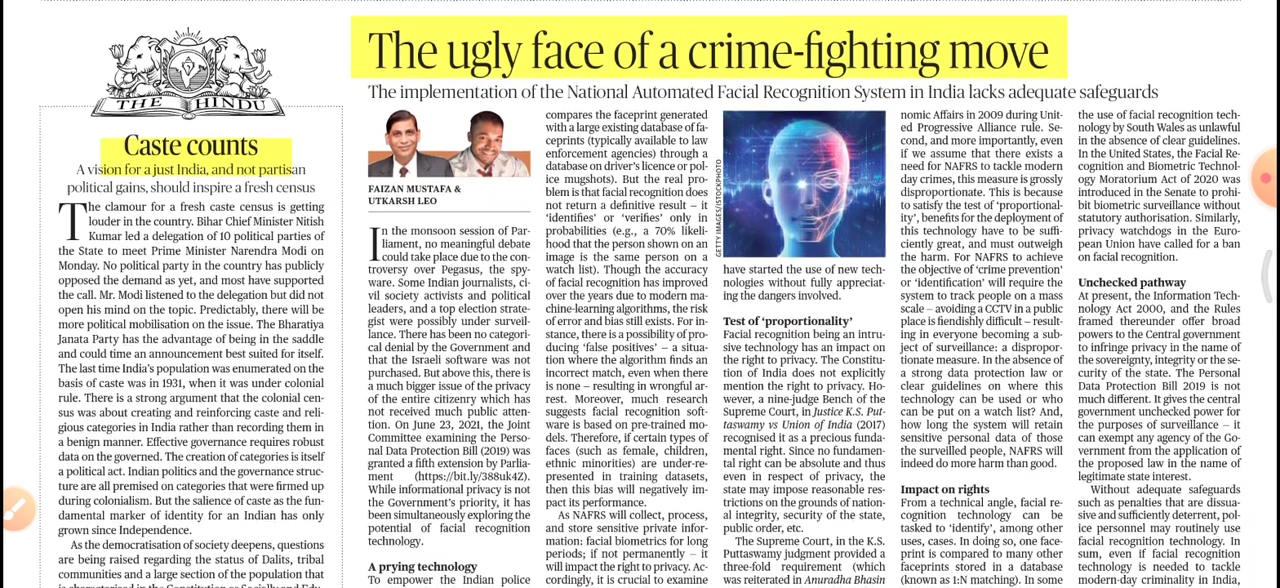 THE HINDU
Caste counts
A vision for a just India, and not partisan
political gains, should inspire a fresh census
The clamour for a fresh caste census is getting
louder in the country. Bihar Chief Minister Nitish
Kumar led a delegation of 10 political parties of
the State to meet Prime Minister Narendra Modi on
Monday. No political party in the country has publicly
opposed the demand as yet, and most have supported
the call. Mr. Modi listened to the delegation but did not
open his mind on the topic. Predictably, there will be
more political mobilisation on the issue. The Bharatiya
Janata Party has the advantage of being in the saddle
and could time an announcement best suited for itself.
The last time India's population was enumerated on the
basis of caste was in 1931, when it was under colonial
rule. There is a strong argument that the colonial cen-
sus was about creating and reinforcing caste and reli-
gious categories in India rather than recording them in
a benign manner. Effective governance requires robust
data on the governed. The creation of categories is itself
a political act. Indian politics and the governance struc-
ture are all premised on categories that were firmed up
during colonialism. But the salience of caste as the fun-
damental marker of identity for an Indian has only
grown since Independence.
As the democratisation of society deepens, questions
are being raised regarding the status of Dalits, tribal
communities and a large section of the population that
The ugly face of a crime-fighting move
The implementation of the National Automated Facial Recognition System in India lacks adequate safeguards
FAIZAN MUSTAFA &
UTKARSH LEO
In the monsoon session of Par-
liament, no meaningful debate
could take place due to the con-
troversy over Pegasus, the spy-
ware. Some Indian journalists, ci-
vil society activists and political
leaders, and a top election strate-
gist were possibly under surveil-
lance. There has been no categori-
cal denial by the Government and
that the Israeli software was not
purchased. But above this, there is
a much bigger issue of the privacy
of the entire citizenry which has
not received much public atten-
tion. On June 23, 2021, the Joint
Committee examining the Perso-
nal Data Protection Bill (2019) was
granted a fifth extension by Parlia-
ment (https://bit.ly/388uk4Z).
While informational privacy is not
the Government's priority, it has
been simultaneously exploring the
potential of facial recognition
technology.
A prying technology
To empower the Indian police
compares the faceprint generated
with a large existing database of fa-
ceprints (typically available to law
enforcement agencies) through a
database on driver's licence or pol-
ice mugshots). But the real pro-
blem is that facial recognition does
not return a definitive result – it
'identifies' or 'verifies' only in
probabilities (e.g., a 70% likeli-
hood that the person shown on an
image is the same person on a
watch list). Though the accuracy
of facial recognition has improved
over the years due to modern ma-
chine-learning algorithms, the risk
of error and bias still exists. For in-
stance, there is a possibility of pro-
ducing 'false positives' – a situa-
tion where the algorithm finds an
incorrect match, even when there
is none – resulting in wrongful ar-
rest. Moreover, much research
suggests facial recognition soft-
ware is based on pre-trained mo-
dels. Therefore, if certain types of
faces (such as female, children,
ethnic minorities) are under-re-
presented in training datasets,
then this bias will negatively im-
pact its performance.
As NAFRS will collect, process,
and store sensitive private infor-
mation: facial biometrics for long
periods; if not permanently – it
will impact the right to privacy. Ac-
cordingly, it is crucial to examine
GETTY IMAGES/ISTOCKPHOTO
have started the use of new tech-
nologies without fully appreciat-
ing the dangers involved.
Test of 'proportionality'
Facial recognition being an intru-
sive technology has an impact on
the right to privacy. The Constitu-
tion of India does not explicitly
mention the right to privacy. Ho-
wever, a nine-judge Bench of the
Supreme Court, in Justice K.S. Put-
taswamy vs Union of India (2017)
recognised it as a precious funda-
mental right. Since no fundamen-
tal right can be absolute and thus
even in respect of privacy, the
state may impose reasonable res-
trictions on the grounds of nation-
al integrity, security of the state,
public order, etc.
The Supreme Court, in the K.S.
Puttaswamy judgment provided a
three-fold requirement (which
was reiterated in Anuradha Bhasin
nomic Affairs in 2009 during Unit-
ed Progressive Alliance rule. Se-
cond, and more importantly, even
if we assume that there exists a
need for NAFRS to tackle modern
day crimes, this measure is grossly
disproportionate. This is because
to satisfy the test of 'proportional-
ity', benefits for the deployment of
this technology have to be suffi-
ciently great, and must outweigh
the harm. For NAFRS to achieve
the objective of 'crime prevention'
or 'identification' will require the
system to track people on a mass
scale – avoiding a CCTV in a public
place is fiendishly difficult – result-
ing in everyone becoming a sub-
ject of surveillance: a dispropor-
tionate measure. In the absence of
a strong data protection law or
clear guidelines on where this
technology can be used or who
can be put on a watch list? And,
how long the system will retain
sensitive personal data of those
the surveilled people, NAFRS will
indeed do more harm than good.
Impact on rights
From a technical angle, facial re-
cognition technology can be
tasked to 'identify', among other
uses, cases. In doing so, one face-
print is compared to many other
faceprints stored in a database
(known as 1:N matching). In some
the use of facial recognition tech-
nology by South Wales as unlawful
in the absence of clear guidelines.
In the United States, the Facial Re-
cognition and Biometric Technol-
ogy Moratorium Act of 2020 was
introduced in the Senate to prohi-
bit biometric surveillance without
statutory authorisation. Similarly,
privacy watchdogs in the Euro-
pean Union have called for a ban
on facial recognition.
Unchecked pathway
At present, the Information Tech-
nology Act 2000, and the Rules
framed thereunder offer broad
powers to the Central government
to infringe privacy in the name of
the sovereignty, integrity or the se-
curity of the state. The Personal
Data Protection Bill 2019 is not
much different. It gives the central
government unchecked power for
the purposes of surveillance – it
can exempt any agency of the Go-
vernment from the application of
the proposed law in the name of
legitimate state interest.
Without adequate safeguards
such as penalties that are dissua-
sive and sufficiently deterrent, po-
lice personnel may routinely use
facial recognition technology. In
sum, even if facial recognition
technology is needed to tackle
modern-day criminality in India,